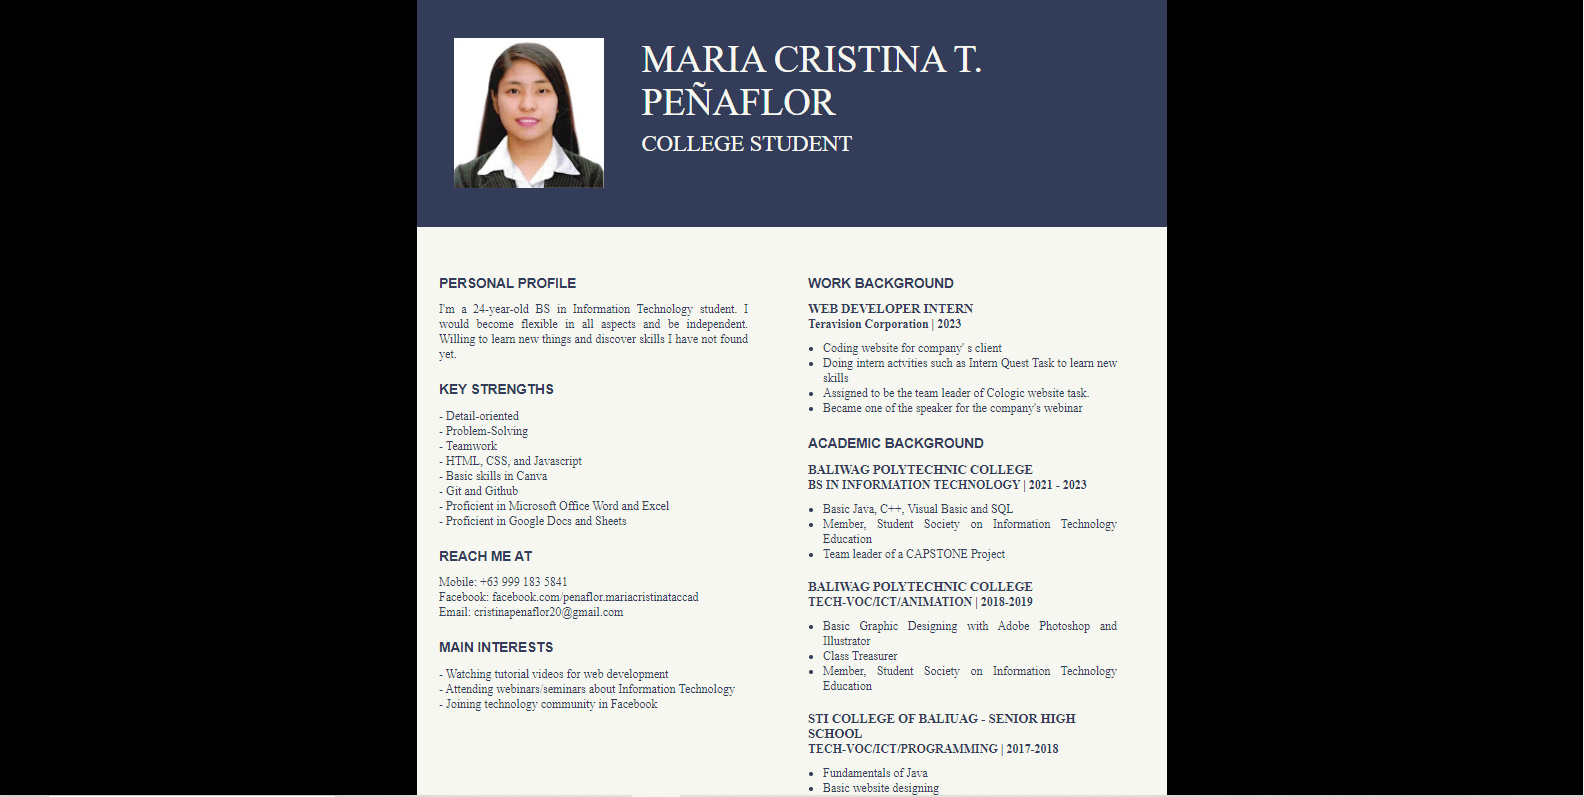 MARIA CRISTINA T.
PEÑAFLOR
COLLEGE STUDENT
PERSONAL PROFILE
I'm a 24-year-old BS in Information Technology student. I
would become flexible in all aspects and be independent.
Willing to learn new things and discover skills I have not found
yet.
KEY STRENGTHS
- Detail-oriented
- Problem-Solving
- Teamwork
- HTML, CSS, and Javascript
- Basic skills in Canva
- Git and Github
- Proficient in Microsoft Office Word and Excel
- Proficient in Google Docs and Sheets
REACH ME AT
Mobile: +63 999 183 5841
Facebook: facebook.com/penaflor.mariacristinataccad
Email: cristinapenaflor20@gmail.com
MAIN INTERESTS
- Watching tutorial videos for web development
- Attending webinars/seminars about Information Technology
- Joining technology community in Facebook
WORK BACKGROUND
WEB DEVELOPER INTERN
Teravision Corporation | 2023
• Coding website for company' s client
• Doing intern actvities such as Intern Quest Task to learn new
skills
• Assigned to be the team leader of Cologic website task.
• Became one of the speaker for the company's webinar
ACADEMIC BACKGROUND
BALIWAG POLYTECHNIC COLLEGE
BS IN INFORMATION TECHNOLOGY | 2021 - 2023
• Basic Java, C++, Visual Basic and SQL
• Member, Student Society on Information Technology
Education
• Team leader of a CAPSTONE Project
BALIWAG POLYTECHNIC COLLEGE
TECH-VOC/ICT/ANIMATION | 2018-2019
• Basic Graphic Designing with Adobe Photoshop and
Illustrator
• Class Treasurer
• Member, Student Society on Information Technology
Education
STI COLLEGE OF BALIUAG - SENIOR HIGH
SCHOOL
TECH-VOC/ICT/PROGRAMMING | 2017-2018
• Fundamentals of Java
• Basic website designing